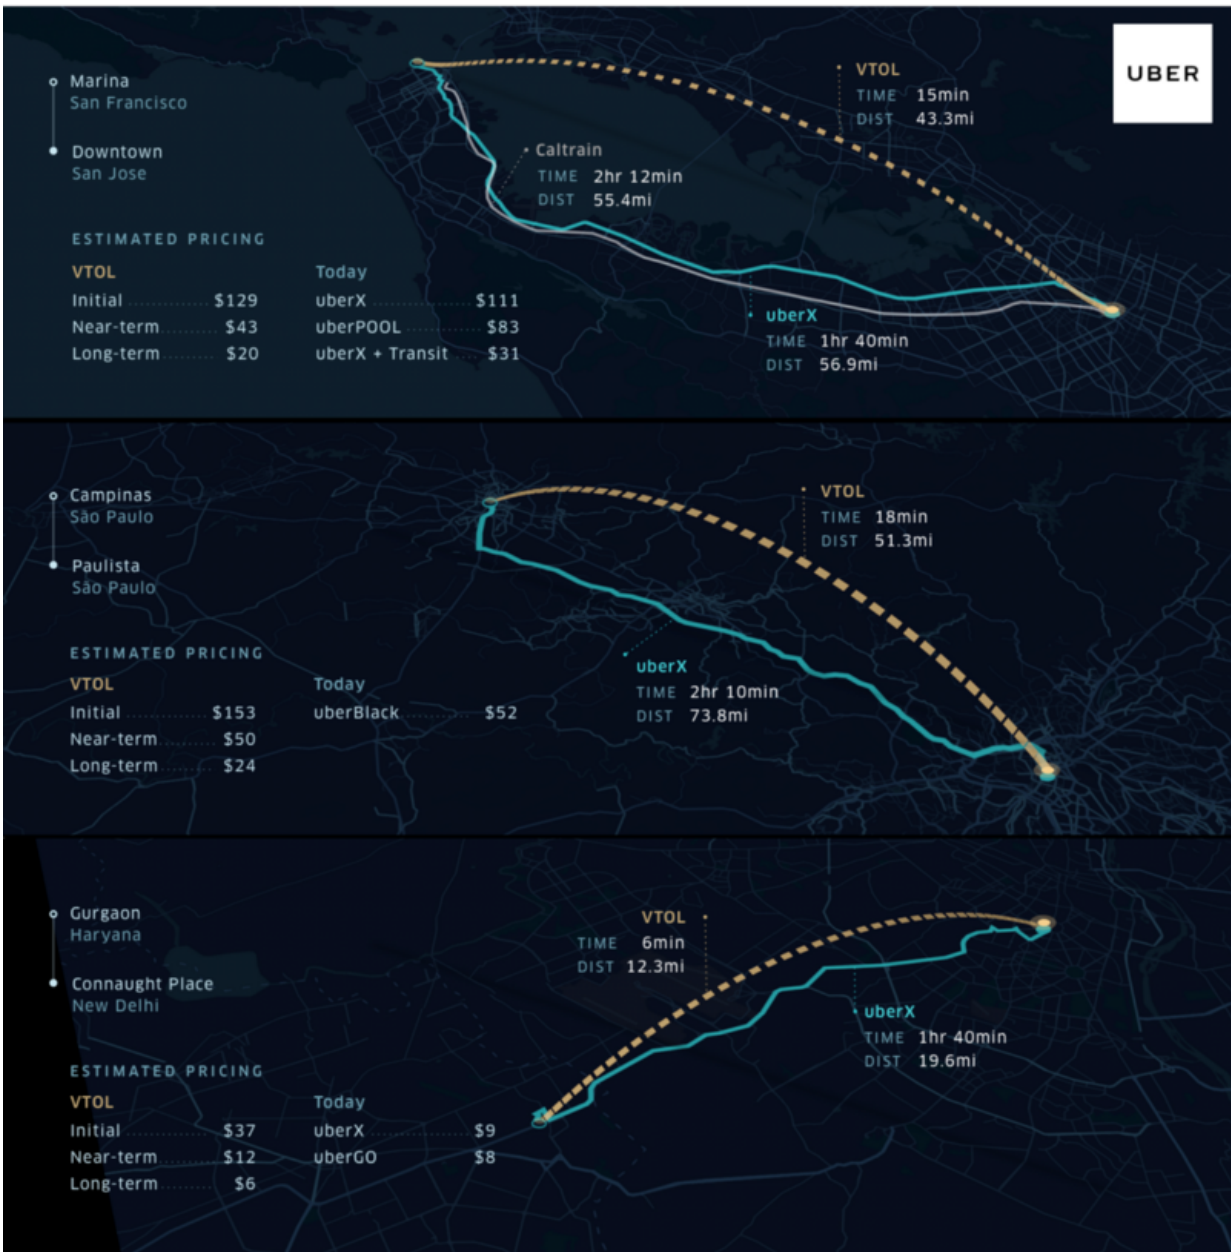 UBER
Marina
San Francisco
Downtown
San Jose
VTOL
TIME 15min
DIST 43.3mi
Caltrain
TIME 2hr 12min
DIST 55.4mi
uberX
TIME 1hr 40min
DIST 56.9mi
ESTIMATED PRICING
VTOL Today
Initial $129 uberX $111
Near-term $43 uberPOOL $83
Long-term $20 uberX + Transit $31
Campinas
São Paulo
Paulista
São Paulo
VTOL
TIME 18min
DIST 51.3mi
uberX
TIME 2hr 10min
DIST 73.8mi
ESTIMATED PRICING
VTOL Today
Initial $153 uberBlack $52
Near-term $50
Long-term $24
Gurgaon
Haryana
Connaught Place
New Delhi
VTOL
TIME 6min
DIST 12.3mi
uberX
TIME 1hr 40min
DIST 19.6mi
ESTIMATED PRICING
VTOL Today
Initial $37 uberX $9
Near-term $12 uberGO $8
Long-term $6